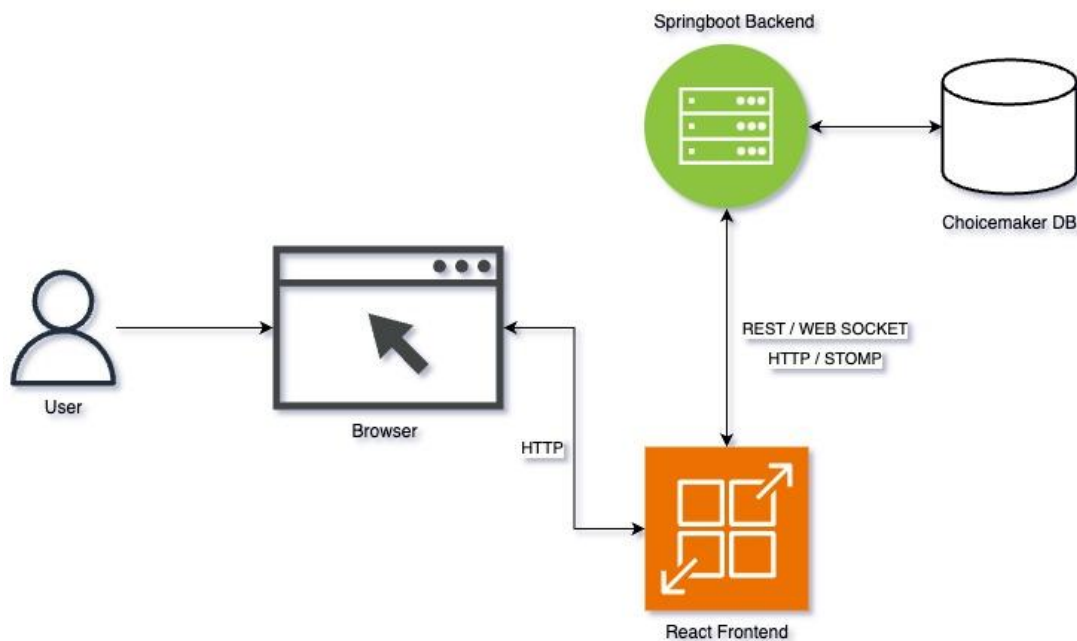 Springboot Backend
Choicemaker DB
User
Browser
REST / WEB SOCKET
HTTP / STOMP
HTTP
React Frontend